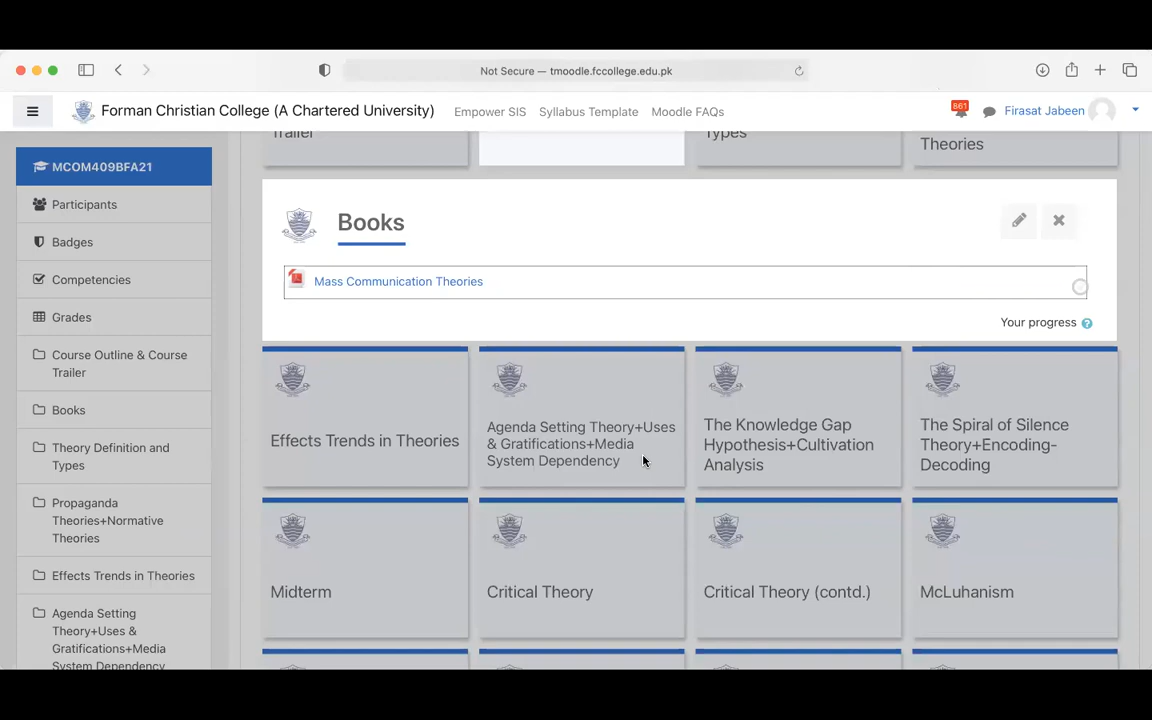 Not Secure — tmoodle.fccollege.edu.pk
Forman Christian College (A Chartered University)
Empower SIS
Syllabus Template
Moodle FAQs
861
Firasat Jabeen
MCOM409BFA21
Participants
Badges
Competencies
Grades
Course Outline & Course
Trailer
Books
Theory Definition and
Types
Propaganda
Theories+Normative
Theories
Effects Trends in Theories
Agenda Setting
Theory+Uses &
Gratifications+Media
System Dependency
Trailer
Types
Theories
Books
Mass Communication Theories
Your progress
Effects Trends in Theories
Agenda Setting Theory+Uses
& Gratifications+Media
System Dependency
The Knowledge Gap
Hypothesis+Cultivation
Analysis
The Spiral of Silence
Theory+Encoding-
Decoding
Midterm
Critical Theory
Critical Theory (contd.)
McLuhanism